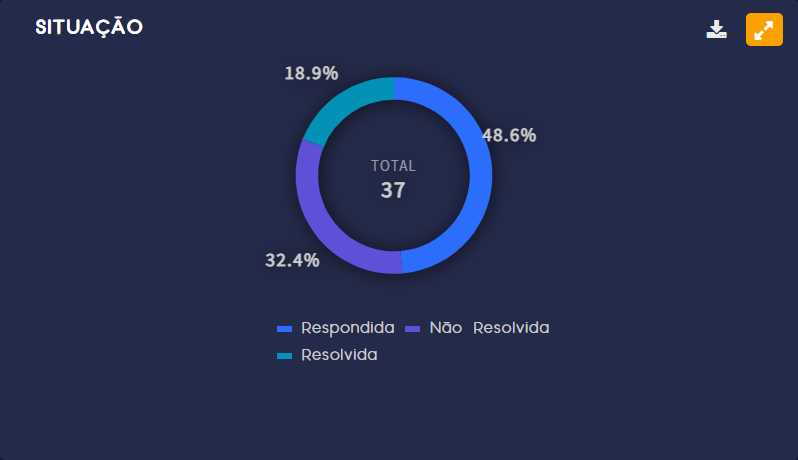 SITUAÇÃO
18.9%
48.6%
TOTAL
37
32.4%
Respondida Não Resolvida
Resolvida